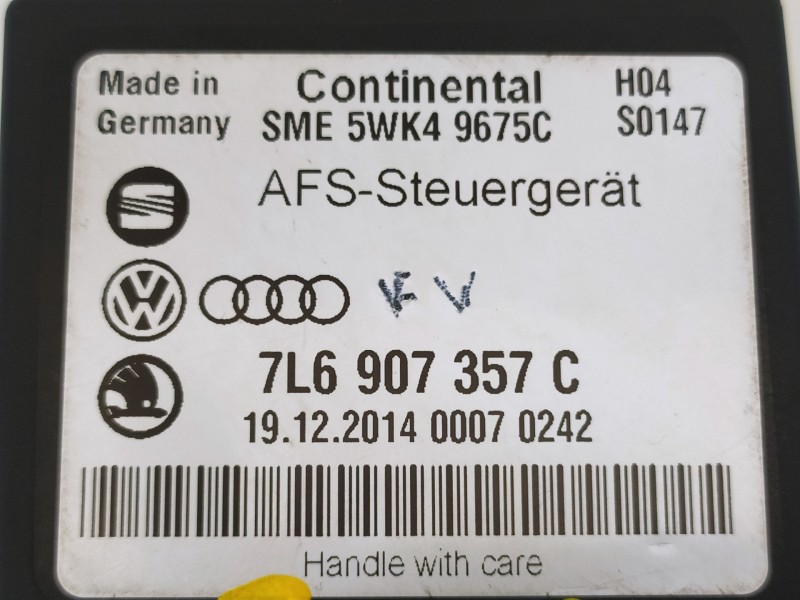 Made in Continental H04
Germany SME 5WK4 9675C S0147
AFS-Steuergerät
7L6 907 357 C
19.12.2014 0007 0242
Handle with care